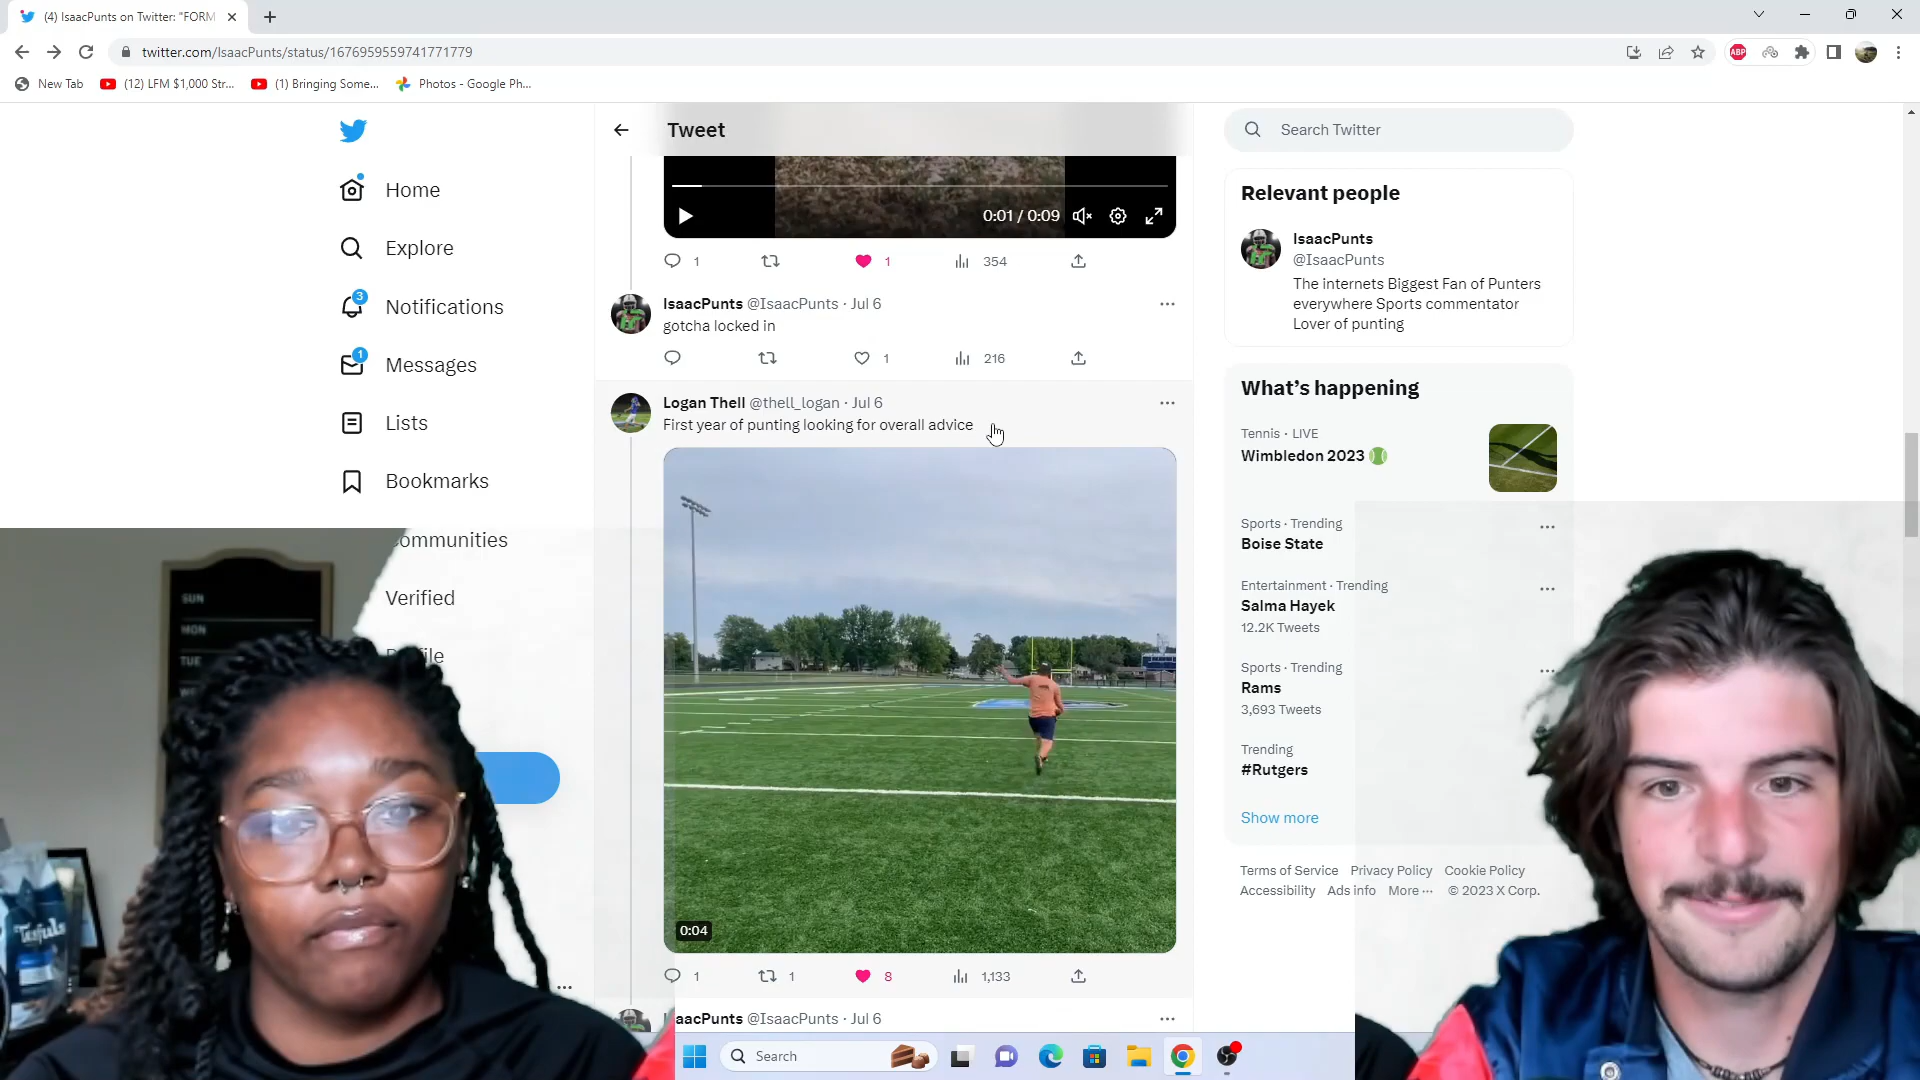 (4) IsaacPunts on Twitter: "FORM
twitter.com/IsaacPunts/status/1676959559741771779
ABP
New Tab
(12) LFM $1,000 Str...
(1) Bringing Some...
Photos - Google Ph...
Home
Explore
3
Notifications
1
Messages
Lists
Bookmarks
ommunities
Verified
SUN
MON
TUE
Tweet
0:01 / 0:09
1
1
354
IsaacPunts @IsaacPunts · Jul 6
gotcha locked in
1
216
Logan Thell @thell_logan · Jul 6
First year of punting looking for overall advice
0:04
1
1
8
1,133
aacPunts @IsaacPunts · Jul 6
Search
Search Twitter
Relevant people
IsaacPunts
@IsaacPunts
The internets Biggest Fan of Punters
everywhere Sports commentator
Lover of punting
What's happening
Tennis · LIVE
Wimbledon 2023
Sports · Trending
Boise State
Entertainment · Trending
Salma Hayek
12.2K Tweets
Sports · Trending
Rams
3,693 Tweets
Trending
#Rutgers
Show more
Terms of Service Privacy Policy Cookie Policy
Accessibility Ads info More ··· © 2023 X Corp.